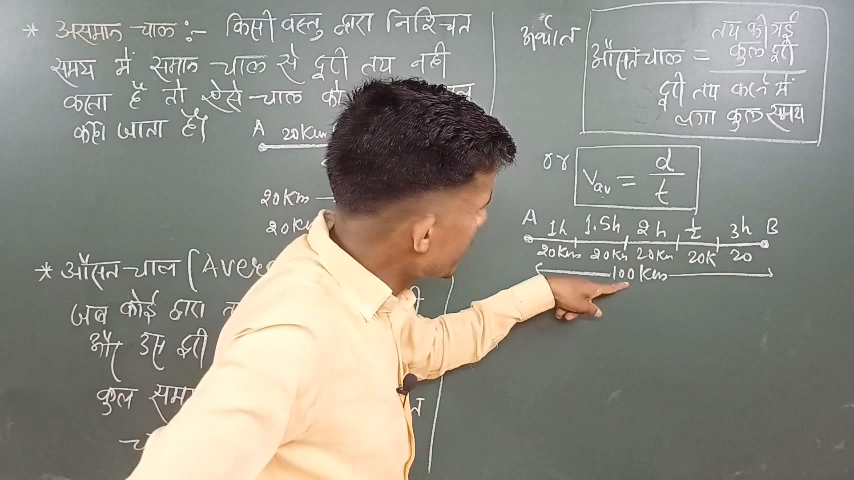 * असमान चाल :- किसी वस्तु द्वारा निश्चित
समय में समान चाल से दूरी तय नहीं
करता है तो ऐसे चाल को
कहा जाता है।
A 20Km
20Km
20K
* औसत चाल (Aver
जब कोई द्वारा
और उस दूरी
कुल सम
अर्थात
औसत चाल = तय की गई कुल दूरी
दूरी तय करने में
लगा कुल समय
or Vav = d/t
A 1h 1.5h 2h 1/2 3h B
20Km 20Km 20Km 20K 20
100Km